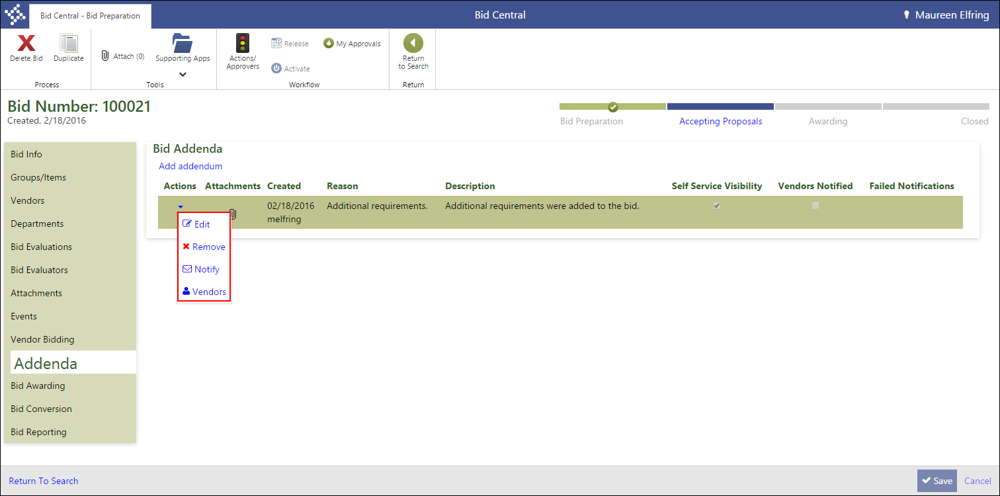 Bid Central - Bid Preparation
Bid Central
Maureen Elfring
Delete Bid
Duplicate
Process
Attach (0)
Supporting Apps
Tools
Actions/
Approvers
Release
My Approvals
Activate
Workflow
Return
to Search
Return
Bid Number: 100021
Created, 2/18/2016
Bid Preparation
Accepting Proposals
Awarding
Closed
Bid Info
Groups/Items
Vendors
Departments
Bid Evaluations
Bid Evaluators
Attachments
Events
Vendor Bidding
Addenda
Bid Awarding
Bid Conversion
Bid Reporting
Bid Addenda
Add addendum
Actions Attachments Created Reason Description Self Service Visibility Vendors Notified Failed Notifications
02/18/2016 Additional requirements. Additional requirements were added to the bid.
melfring
Edit
Remove
Notify
Vendors
Return To Search
Save
Cancel